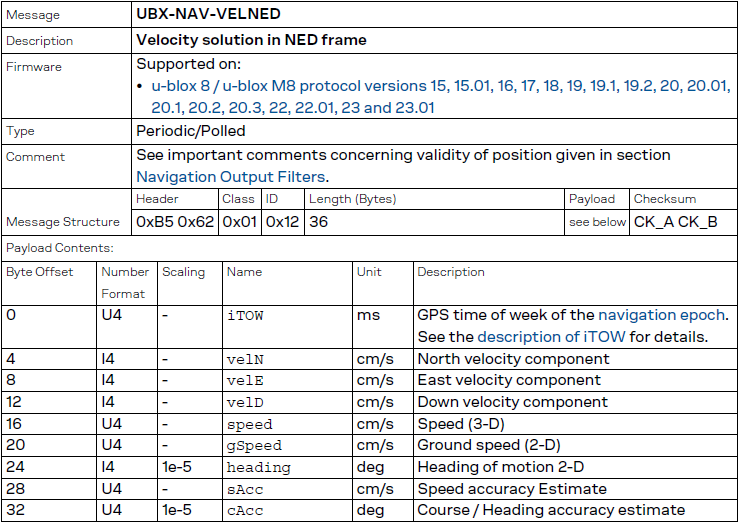 Message UBX-NAV-VELNED
Description Velocity solution in NED frame
Firmware Supported on:
• u-blox 8 / u-blox M8 protocol versions 15, 15.01, 16, 17, 18, 19, 19.1, 19.2, 20, 20.01,
20.1, 20.2, 20.3, 22, 22.01, 23 and 23.01
Type Periodic/Polled
Comment See important comments concerning validity of position given in section
Navigation Output Filters.
Header Class ID Length (Bytes) Payload Checksum
Message Structure 0xB5 0x62 0x01 0x12 36 see below CK_A CK_B
Payload Contents:
Byte Offset Number Scaling Name Unit Description
Format
0 U4 - iTOW ms GPS time of week of the navigation epoch.
See the description of iTOW for details.
4 I4 - velN cm/s North velocity component
8 I4 - velE cm/s East velocity component
12 I4 - velD cm/s Down velocity component
16 U4 - speed cm/s Speed (3-D)
20 U4 - gSpeed cm/s Ground speed (2-D)
24 I4 1e-5 heading deg Heading of motion 2-D
28 U4 - sAcc cm/s Speed accuracy Estimate
32 U4 1e-5 cAcc deg Course / Heading accuracy estimate